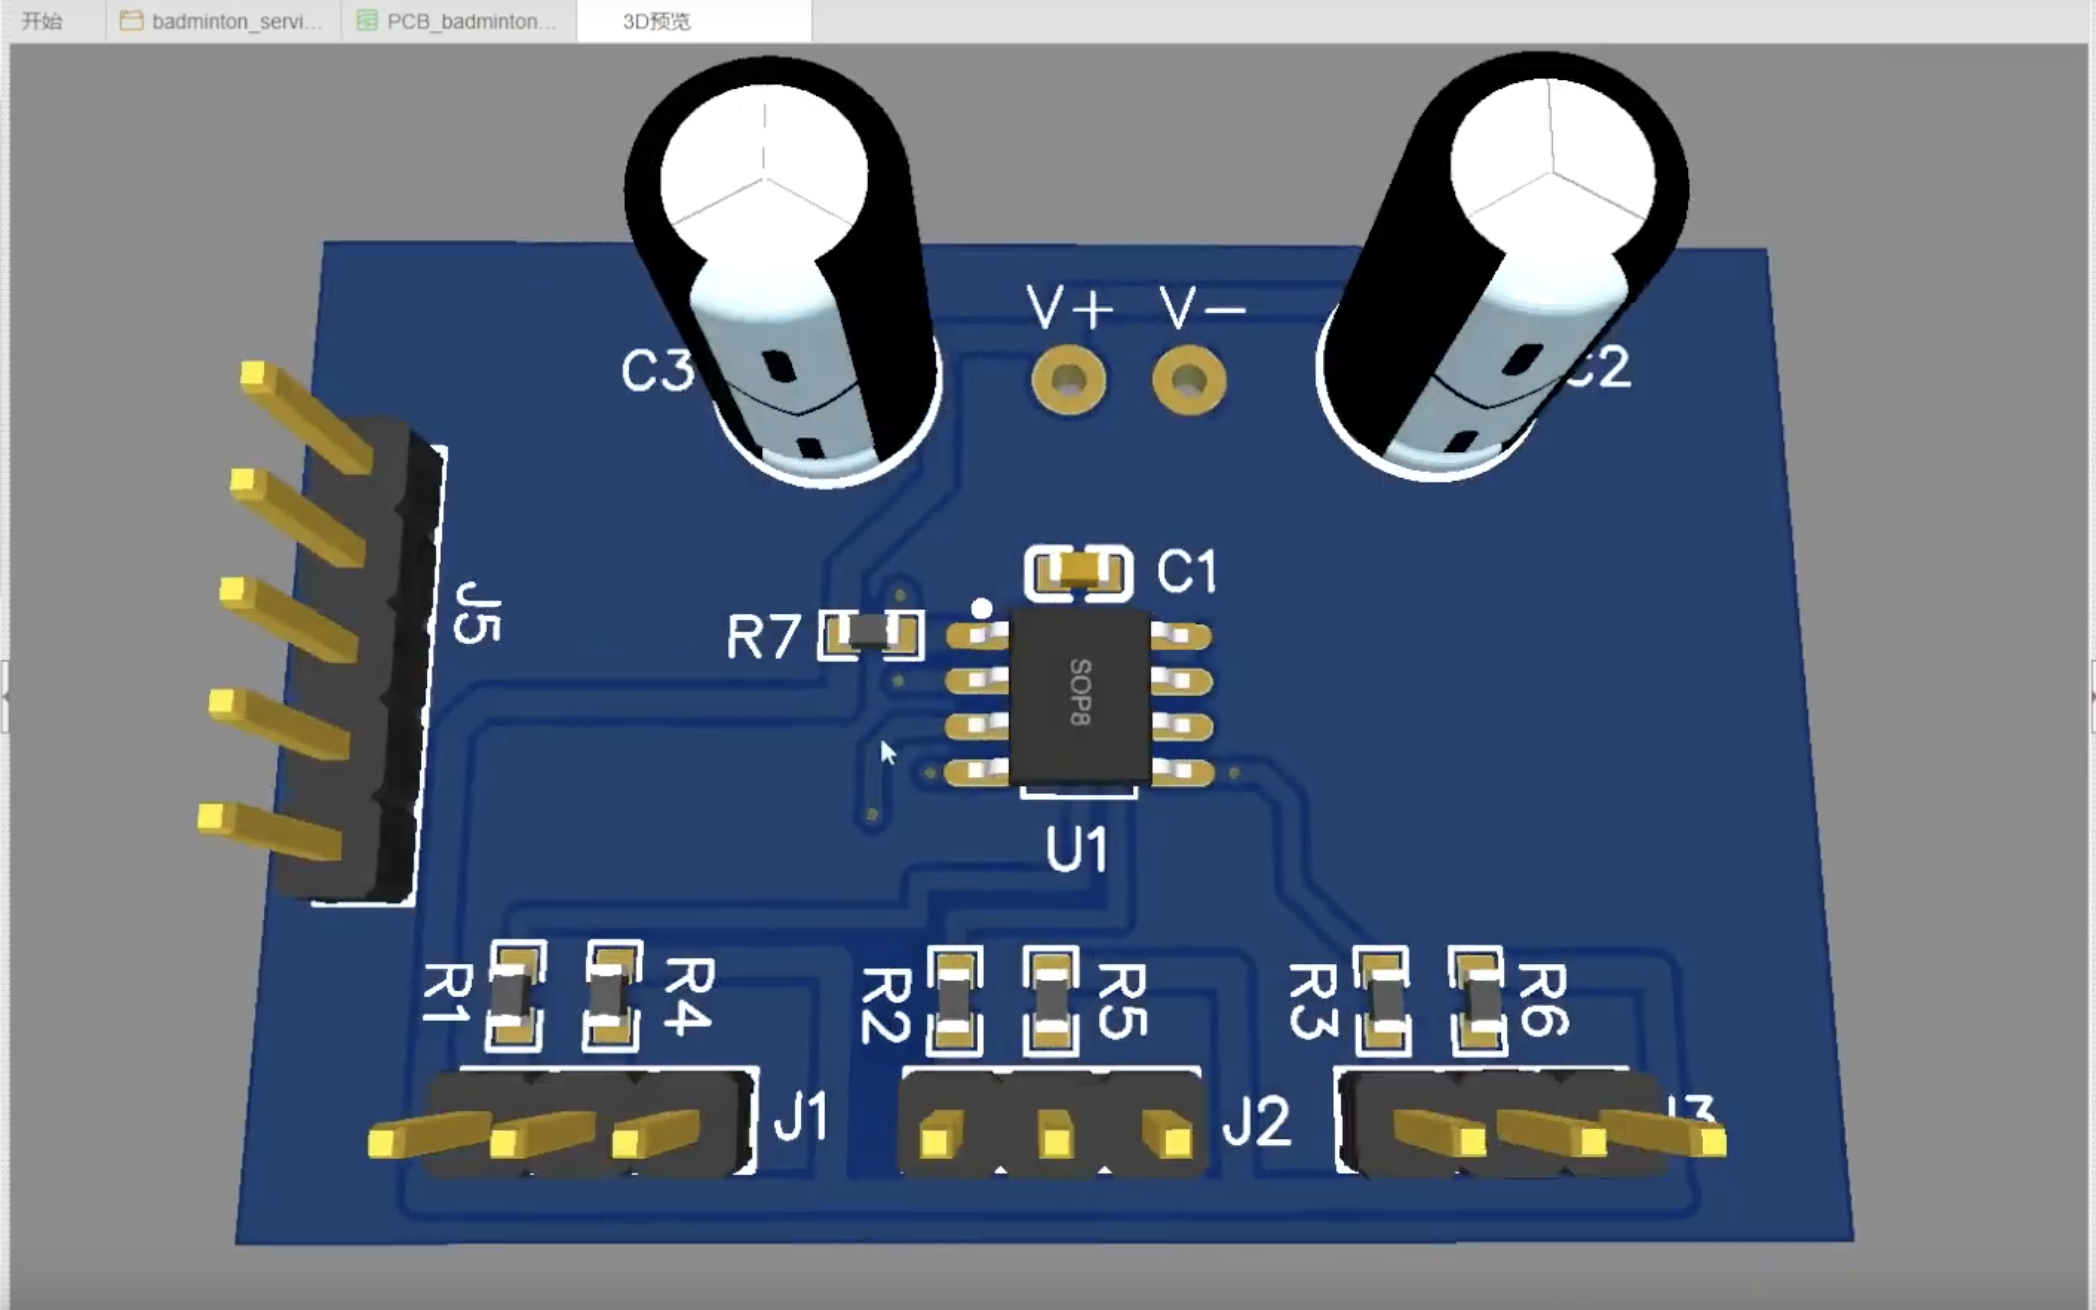 开始
badminton_servi...
PCB_badminton...
3D预览
V+ V-
C3
C2
J5
C1
R7
SOP8
U1
R1
R4
R2
R5
R3
R6
J1
J2
J3